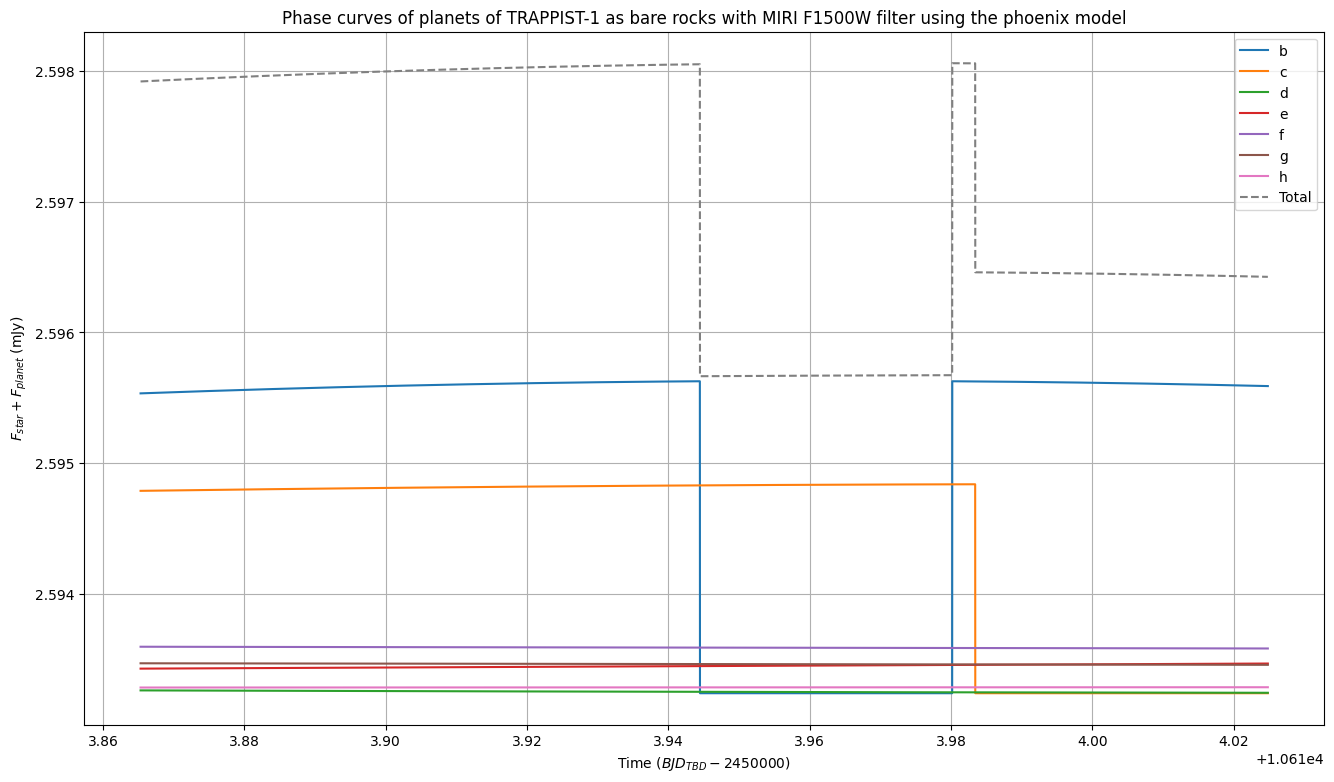 Phase curves of planets of TRAPPIST-1 as bare rocks with MIRI F1500W filter using the phoenix model
b
c
d
e
f
g
h
Total
2.598
2.597
2.596
2.595
2.594
F_{star} + F_{planet} (mJy)
3.86 3.88 3.90 3.92 3.94 3.96 3.98 4.00 4.02
+1.061e4
Time (BJD_{TBD} − 2450000)